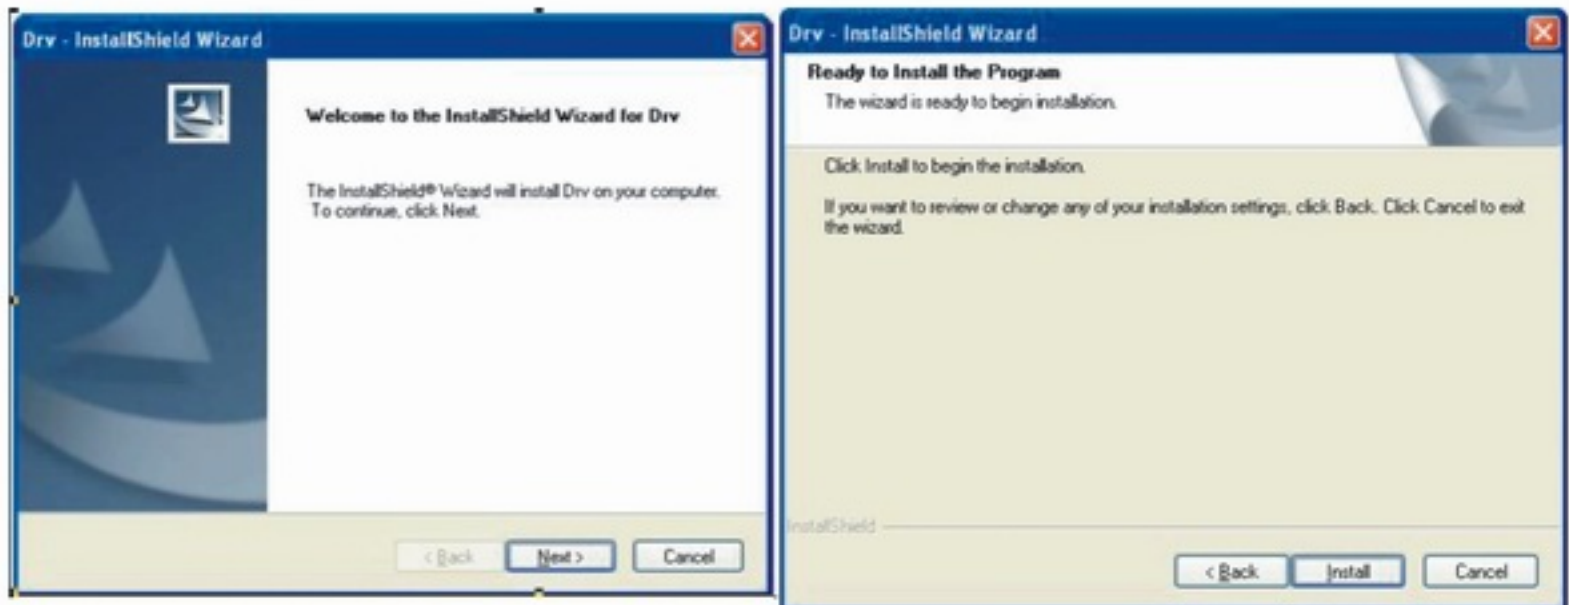 Drv - InstallShield Wizard
Welcome to the InstallShield Wizard for Drv
The InstallShield® Wizard will install Drv on your computer.
To continue, click Next.
< Back
Next >
Cancel
Drv - InstallShield Wizard
Ready to Install the Program
The wizard is ready to begin installation.
Click Install to begin the installation.
If you want to review or change any of your installation settings, click Back. Click Cancel to exit
the wizard.
InstallShield
< Back
Install
Cancel